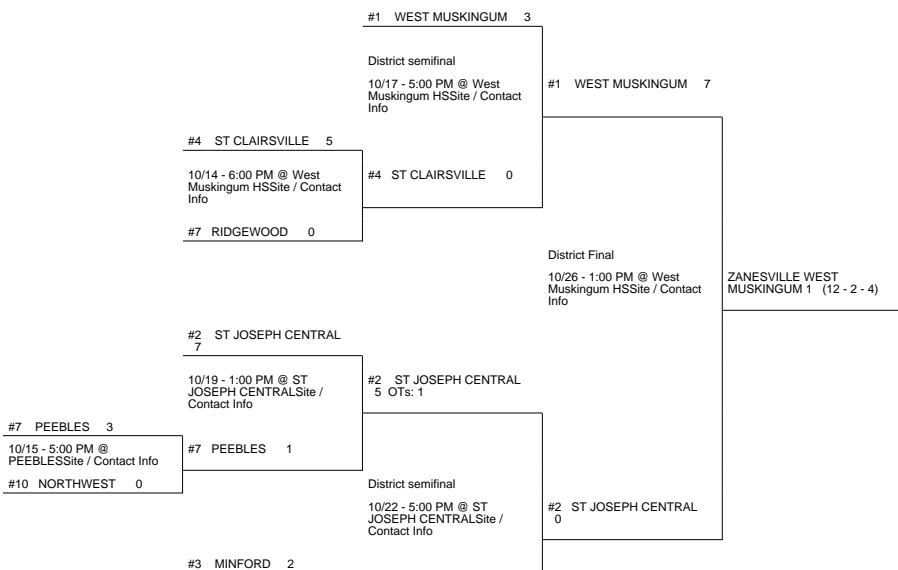 #1 WEST MUSKINGUM 3
District semifinal
10/17 - 5:00 PM @ West
Muskingum HSSite / Contact
Info
#1 WEST MUSKINGUM 7
#4 ST CLAIRSVILLE 5
10/14 - 6:00 PM @ West
Muskingum HSSite / Contact
Info
#4 ST CLAIRSVILLE 0
#7 RIDGEWOOD 0
District Final
10/26 - 1:00 PM @ West
Muskingum HSSite / Contact
Info
ZANESVILLE WEST
MUSKINGUM 1 (12 - 2 - 4)
#2 ST JOSEPH CENTRAL
7
10/19 - 1:00 PM @ ST
JOSEPH CENTRALSite /
Contact Info
#2 ST JOSEPH CENTRAL
5 OTs: 1
#7 PEEBLES 3
10/15 - 5:00 PM @
PEEBLESSite / Contact Info
#7 PEEBLES 1
#10 NORTHWEST 0
District semifinal
10/22 - 5:00 PM @ ST
JOSEPH CENTRALSite /
Contact Info
#2 ST JOSEPH CENTRAL
0
#3 MINFORD 2